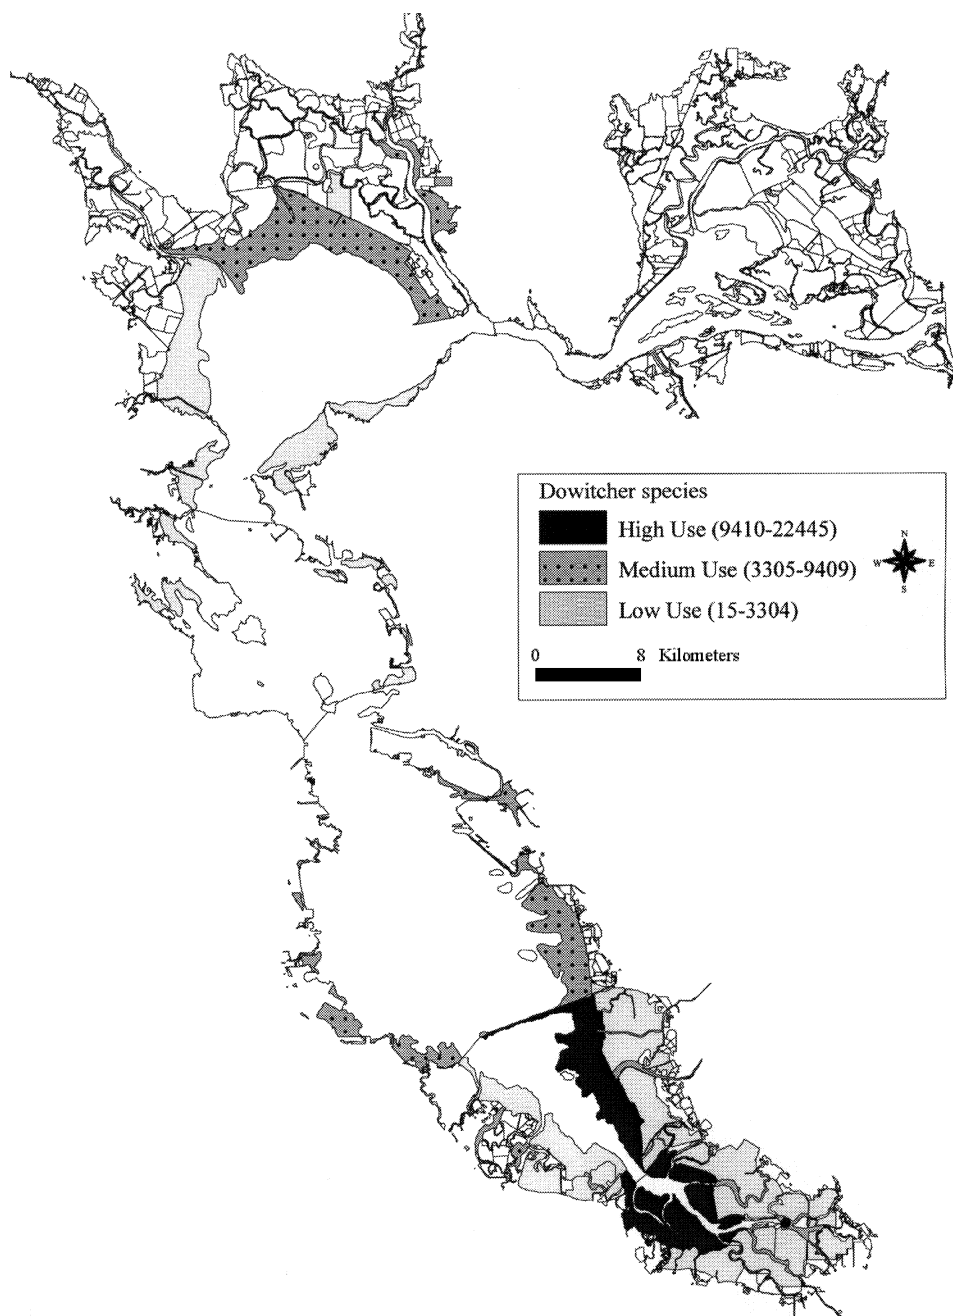 Dowitcher species
High Use (9410-22445)
Medium Use (3305-9409)
Low Use (15-3304)
N
W E
S
0 8 Kilometers